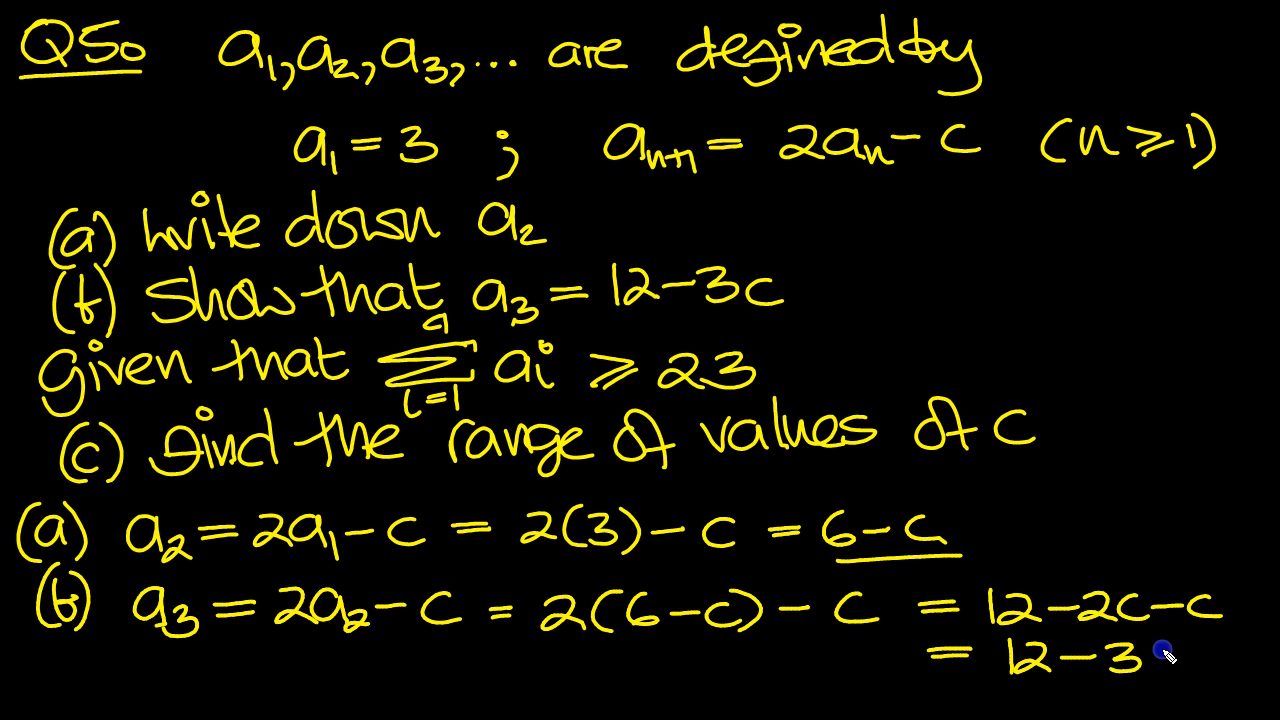 Q50 a₁, a₂, a₃, ... are defined by
a₁ = 3 ; aₙ₊₁ = 2aₙ - c (n ≥ 1)
(a) write down a₂
(b) show that a₃ = 12 - 3c
given that 4∑i=1 ai ≥ 23
(c) find the range of values of c
(a) a₂ = 2a₁ - c = 2(3) - c = 6 - c
(b) a₃ = 2a₂ - c = 2(6 - c) - c = 12 - 2c - c
= 12 - 3